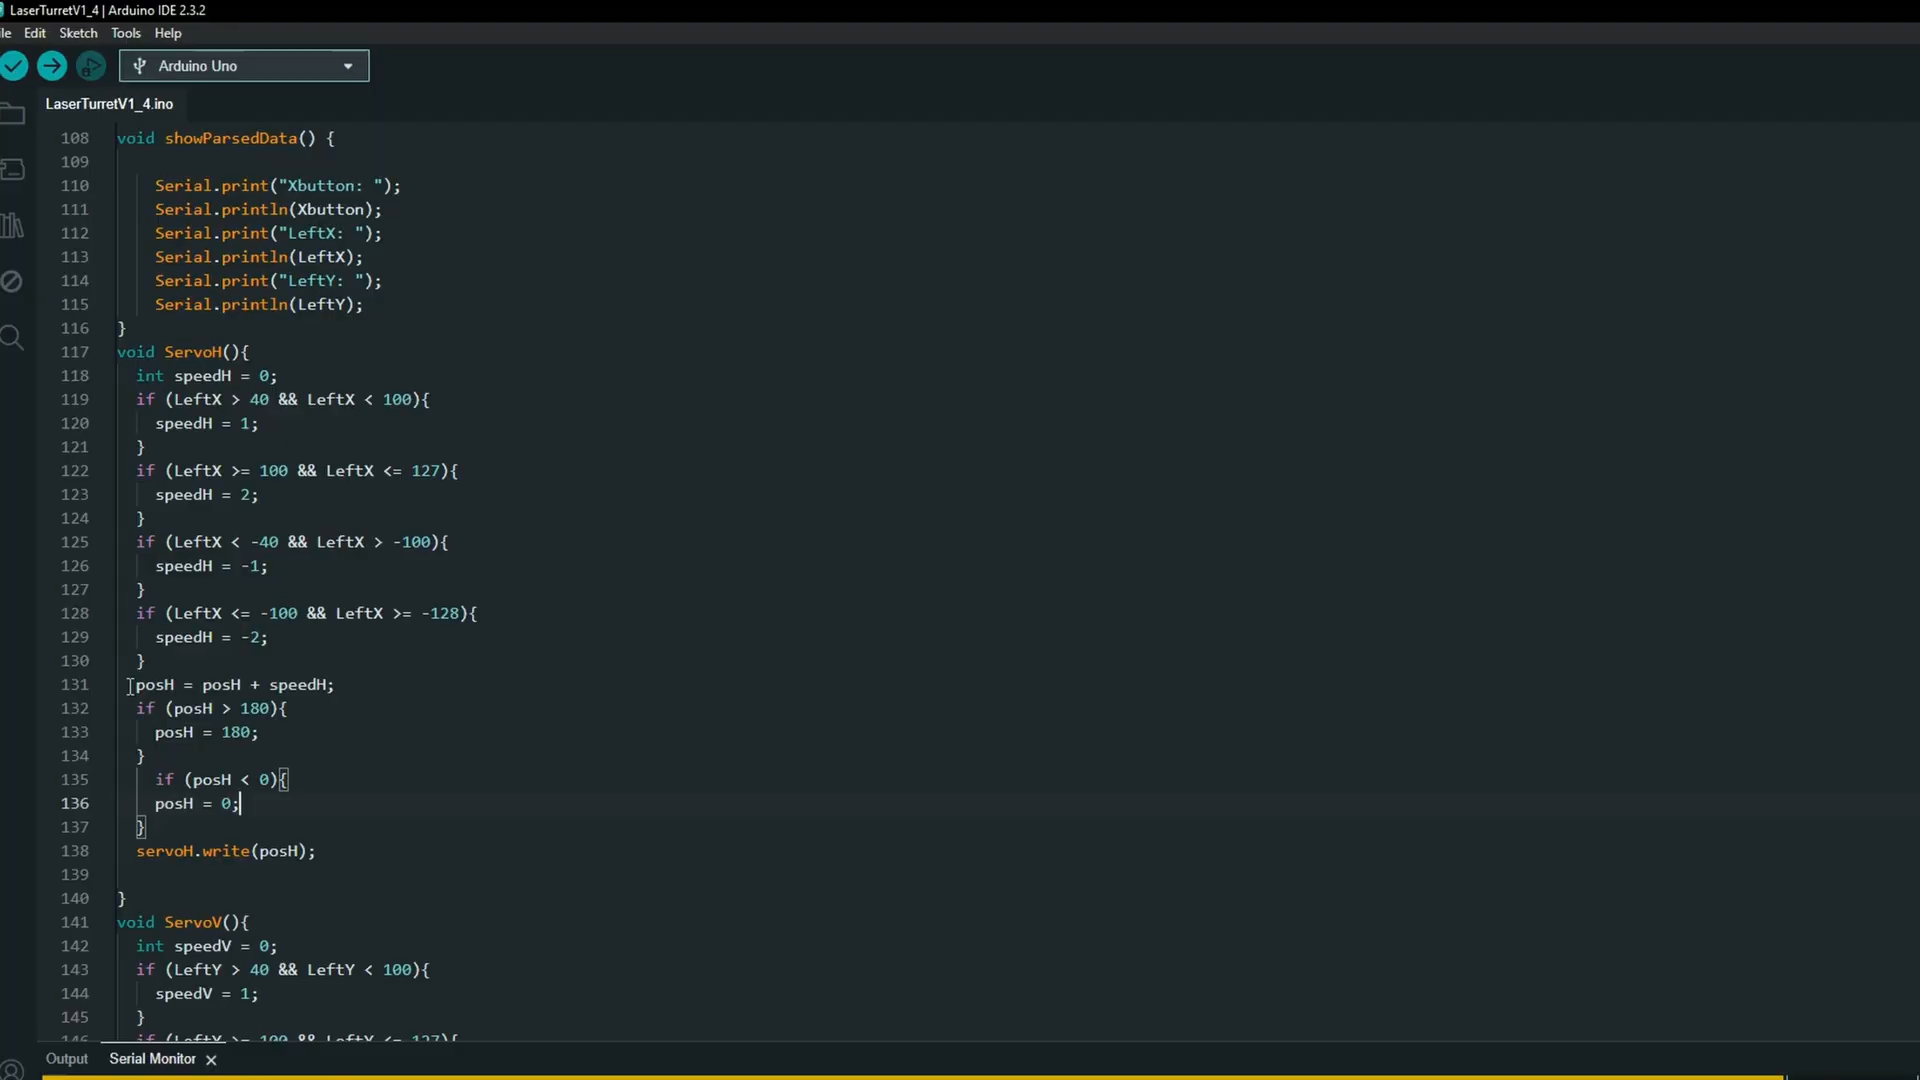 LaserTurretV1_4 | Arduino IDE 2.3.2
Edit Sketch Tools Help
Arduino Uno
LaserTurretV1_4.ino
108 void showParsedData() {
109
110 Serial.print("Xbutton: ");
111 Serial.println(Xbutton);
112 Serial.print("LeftX: ");
113 Serial.println(LeftX);
114 Serial.print("LeftY: ");
115 Serial.println(LeftY);
116 }
117 void ServoH(){
118 int speedH = 0;
119 if (LeftX > 40 && LeftX < 100){
120 speedH = 1;
121 }
122 if (LeftX >= 100 && LeftX <= 127){
123 speedH = 2;
124 }
125 if (LeftX < -40 && LeftX > -100){
126 speedH = -1;
127 }
128 if (LeftX <= -100 && LeftX >= -128){
129 speedH = -2;
130 }
131 posH = posH + speedH;
132 if (posH > 180){
133 posH = 180;
134 }
135 if (posH < 0){
136 posH = 0;
137 }
138 servoH.write(posH);
139
140 }
141 void ServoV(){
142 int speedV = 0;
143 if (LeftY > 40 && LeftY < 100){
144 speedV = 1;
145 }
146 if (LeftY >= 100 && LeftY <= 127){
Output Serial Monitor